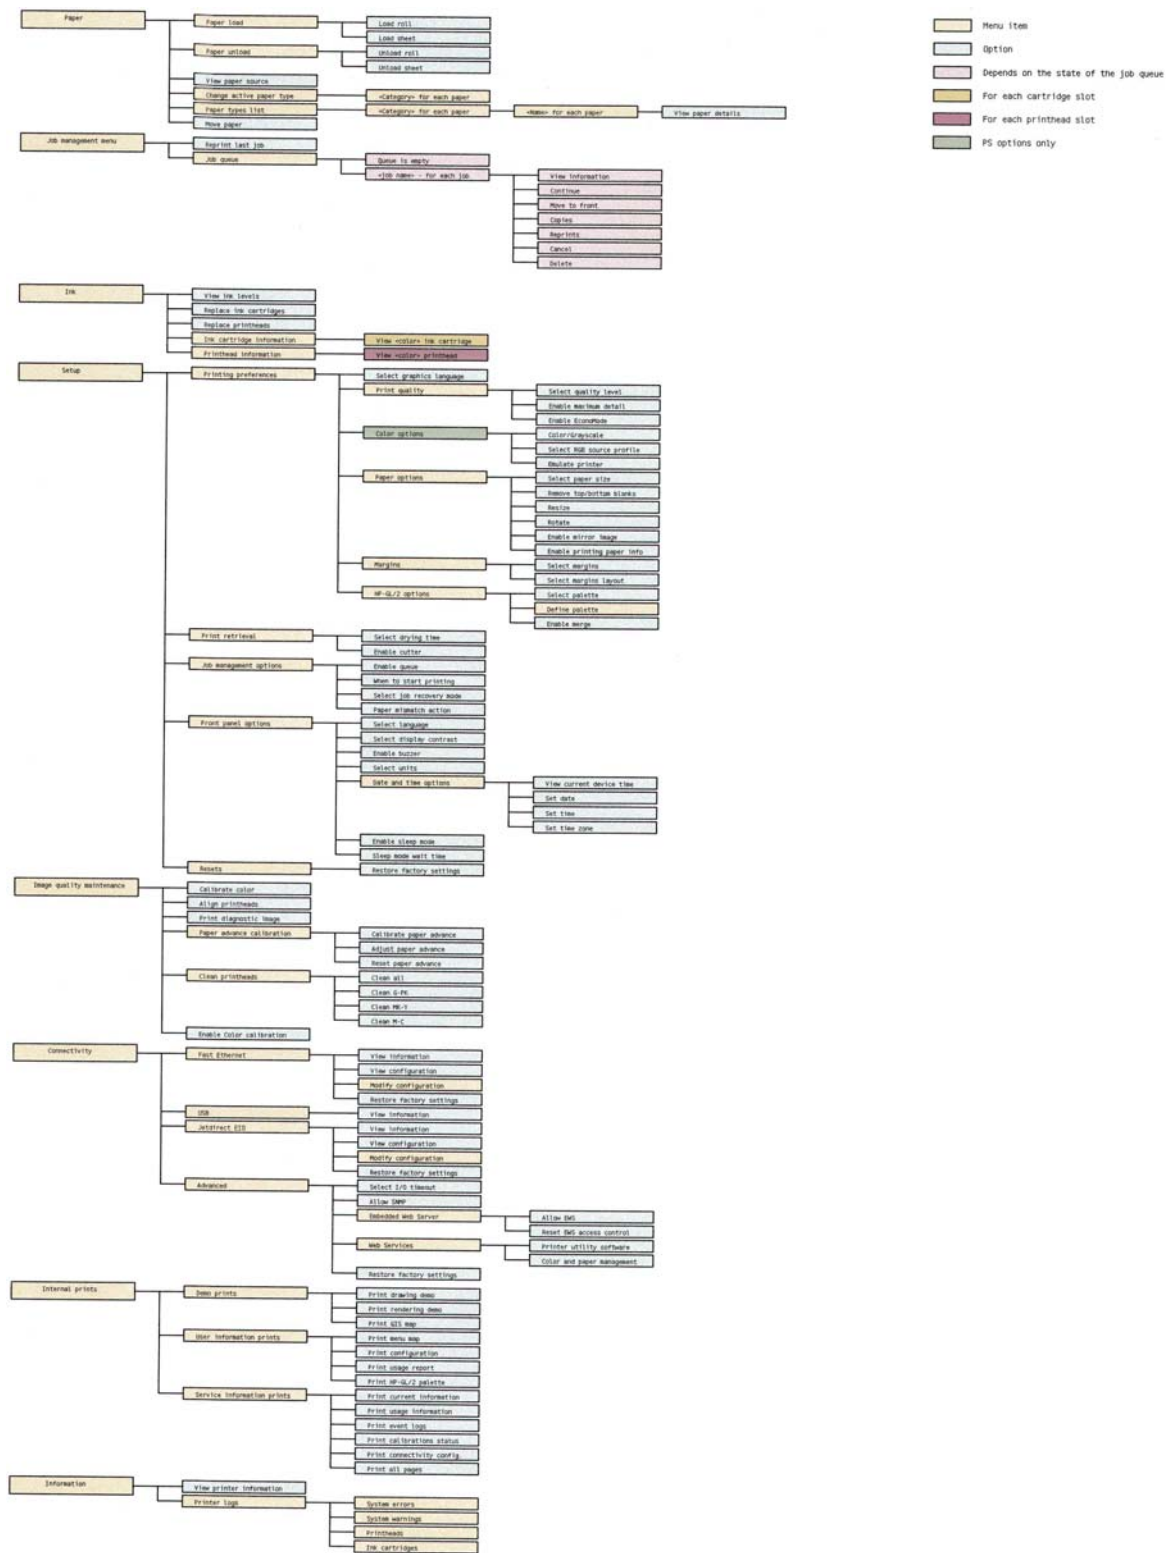 Paper
Paper load
Load roll
Load sheet
Paper unload
Unload roll
Unload sheet
View paper source
Change active paper type
<Category> for each paper
Paper types list
<Category> for each paper
<Name> for each paper
View paper details
Move paper
Job management menu
Reprint last job
Job queue
Queue is empty
<job name> - for each job
View information
Continue
Move to front
Copies
Reprints
Cancel
Delete
Ink
View ink levels
Replace ink cartridges
Replace printheads
Ink cartridge information
View <color> ink cartridge
Printhead information
View <color> printhead
Setup
Printing preferences
Select graphics language
Print quality
Select quality level
Enable maximum detail
Enable EconoMode
Color options
Color/Grayscale
Select RGB source profile
Emulate printer
Paper options
Select paper size
Remove top/bottom blanks
Resize
Rotate
Enable mirror image
Enable printing paper info
Margins
Select margins
Select margins layout
HP-GL/2 options
Select palette
Define palette
Enable merge
Print retrieval
Select drying time
Enable cutter
Job management options
Enable queue
When to start printing
Select job recovery mode
Paper mismatch action
Front panel options
Select language
Select display contrast
Enable buzzer
Select units
Date and time options
View current device time
Set date
Set time
Set time zone
Enable sleep mode
Sleep mode wait time
Resets
Restore factory settings
Image quality maintenance
Calibrate color
Align printheads
Print diagnostic image
Paper advance calibration
Calibrate paper advance
Adjust paper advance
Reset paper advance
Clean printheads
Clean all
Clean G-PK
Clean MK-Y
Clean M-C
Enable Color calibration
Connectivity
Fast Ethernet
View information
View configuration
Modify configuration
Restore factory settings
USB
View information
Jetdirect EIO
View information
View configuration
Modify configuration
Restore factory settings
Advanced
Select I/O timeout
Allow SNMP
Embedded Web Server
Allow EWS
Reset EWS access control
Web Services
Printer utility software
Color and paper management
Restore factory settings
Internal prints
Demo prints
Print drawing demo
Print rendering demo
Print GIS map
User information prints
Print menu map
Print configuration
Print usage report
Print HP-GL/2 palette
Service information prints
Print current information
Print usage information
Print event logs
Print calibrations status
Print connectivity config.
Print all pages
Information
View printer information
Printer logs
System errors
System warnings
Printheads
Ink cartridges
Menu item
Option
Depends on the state of the job queue
For each cartridge slot
For each printhead slot
PS options only